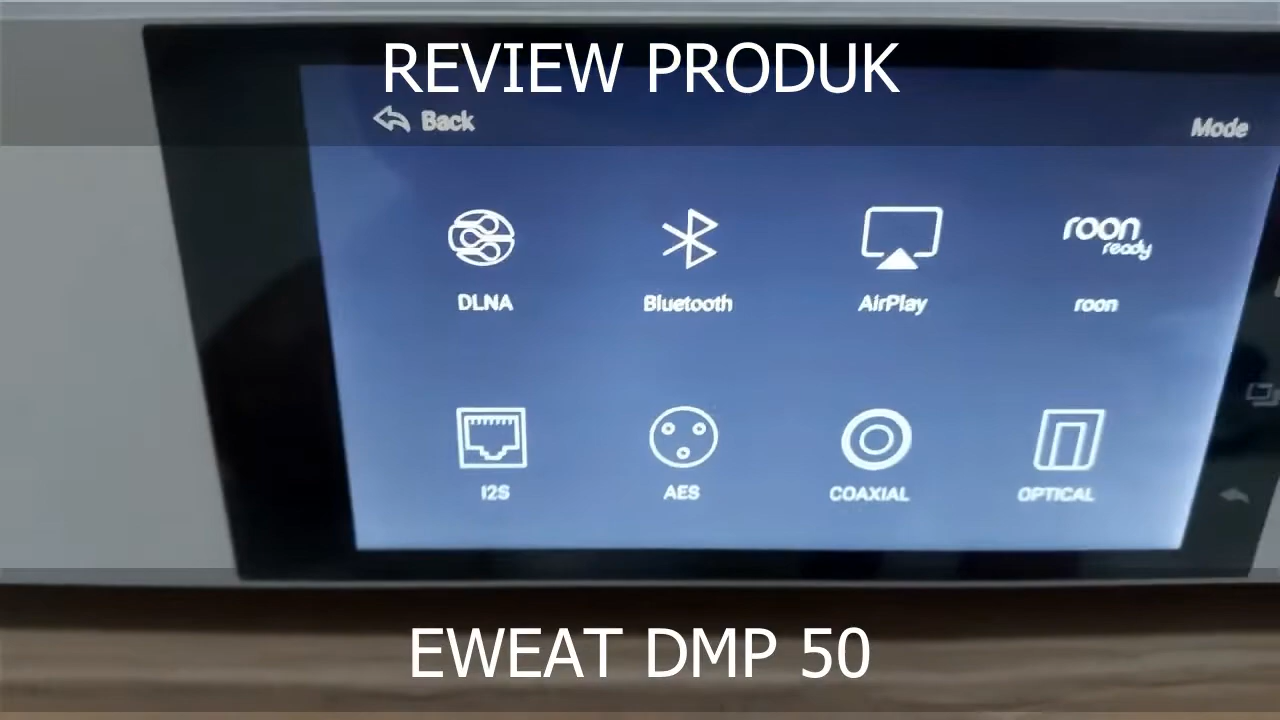 REVIEW PRODUK
Back
Mode
DLNA
Bluetooth
AirPlay
roon ready
roon
I2S
AES
COAXIAL
OPTICAL
EWEAT DMP 50